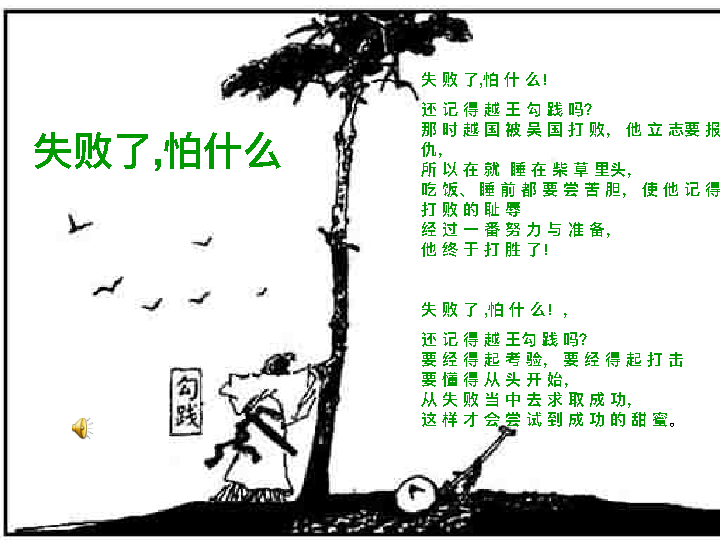 失败了,怕什么
失败了,怕什么!
还记得越王勾践吗?
那时越国被吴国打败，他立志要报
仇，
所以在就 睡在柴草里头，
吃饭、睡前都要尝苦胆，使他记得
打败的耻辱
经过一番努力与准备，
他终于打胜了!
失败了,怕什么!，
还记得越王勾践吗?
要经得起考验，要经得起打击
要懂得从头开始，
从失败当中去求取成功，
这样才会尝试到成功的甜蜜。
勾践